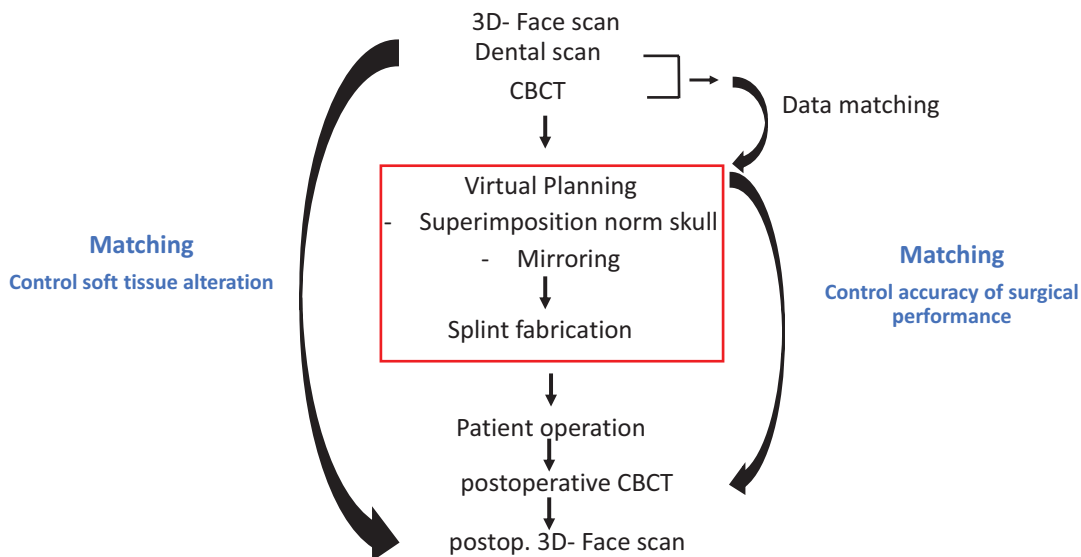 3D- Face scan
Dental scan
CBCT
Data matching
Virtual Planning
- Superimposition norm skull
- Mirroring
Splint fabrication
Matching
Control soft tissue alteration
Matching
Control accuracy of surgical
performance
Patient operation
postoperative CBCT
postop. 3D- Face scan